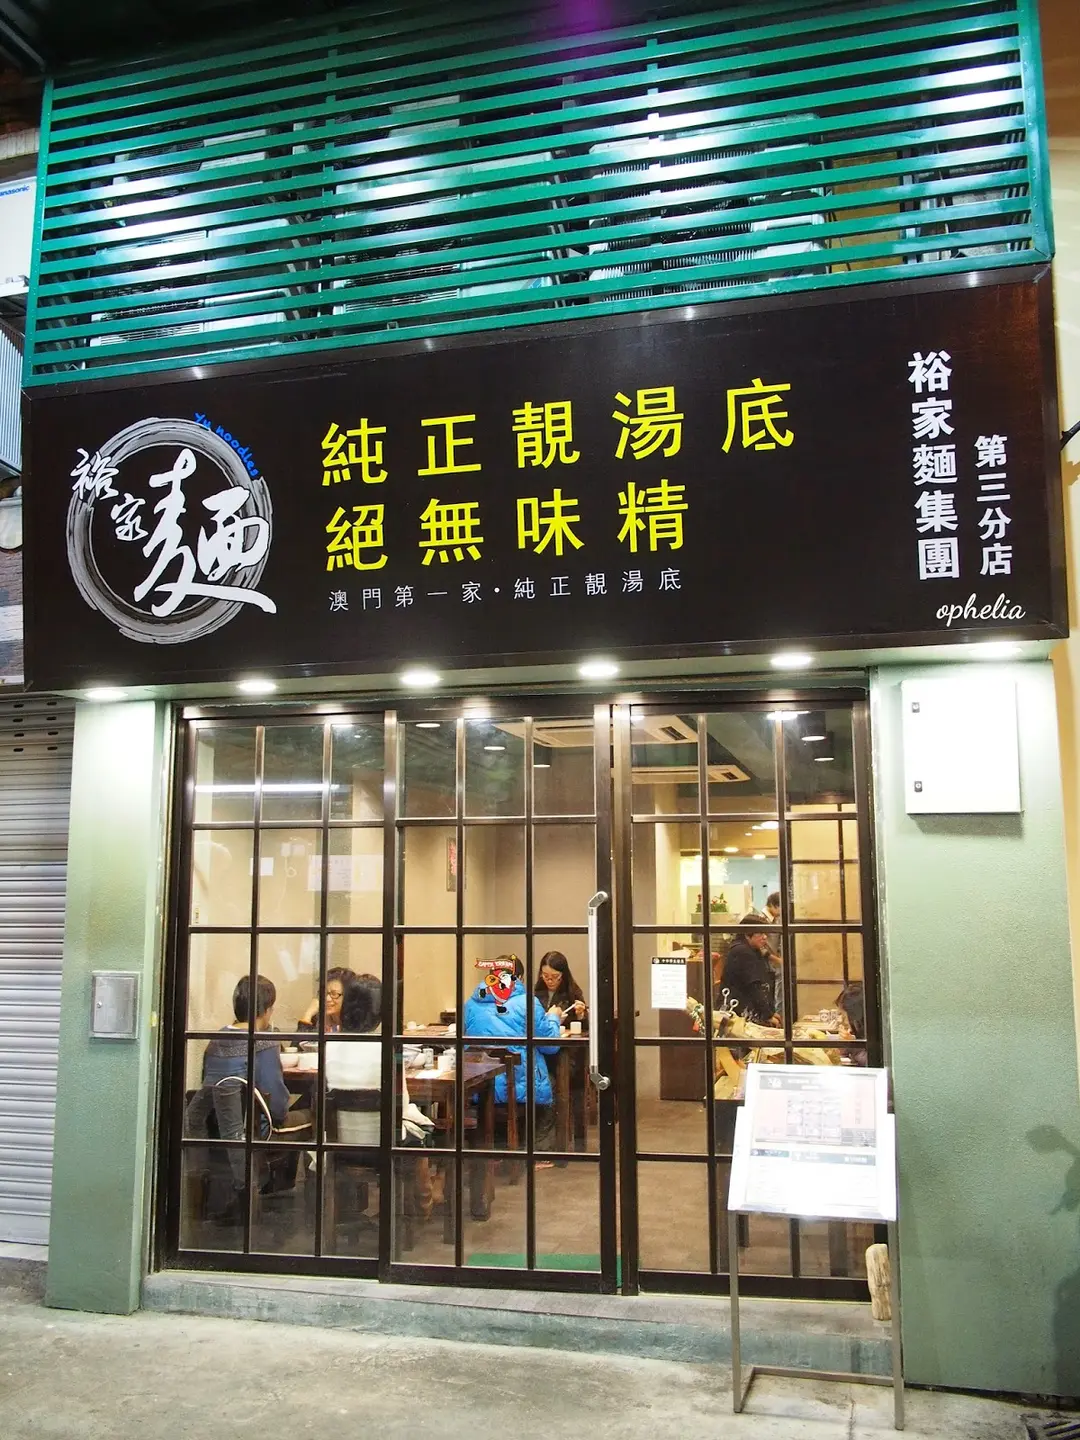 Panasonic
裕家麵
Yu noodles
純正靚湯底
絕無味精
澳門第一家・純正靚湯底
裕家麵集團
第三分店
ophelia